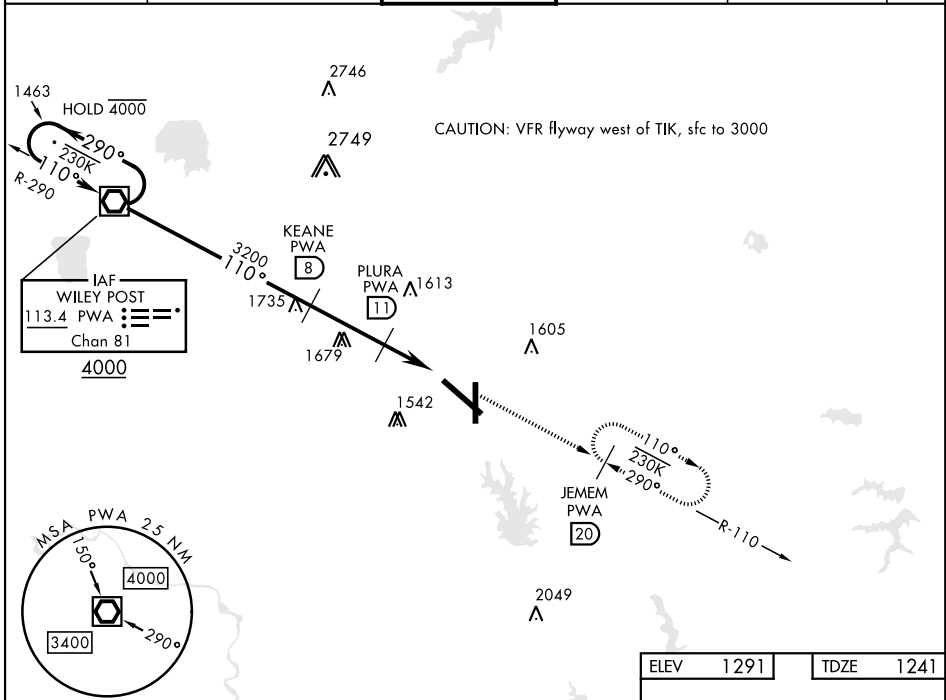 2746
1463
HOLD 4000
CAUTION: VFR flyway west of TIK, sfc to 3000
2749
290°
230K
110°
R-290
KEANE
PWA
8
3200
110°
PLURA
PWA
11
1613
IAF
WILEY POST
113.4 PWA
Chan 81
4000
1735
1679
1605
1542
110°
230K
290°
JEMEM
PWA
20
R-110
MSA PWA 25 NM
150°
4000
3400
290°
2049
ELEV 1291
TDZE 1241